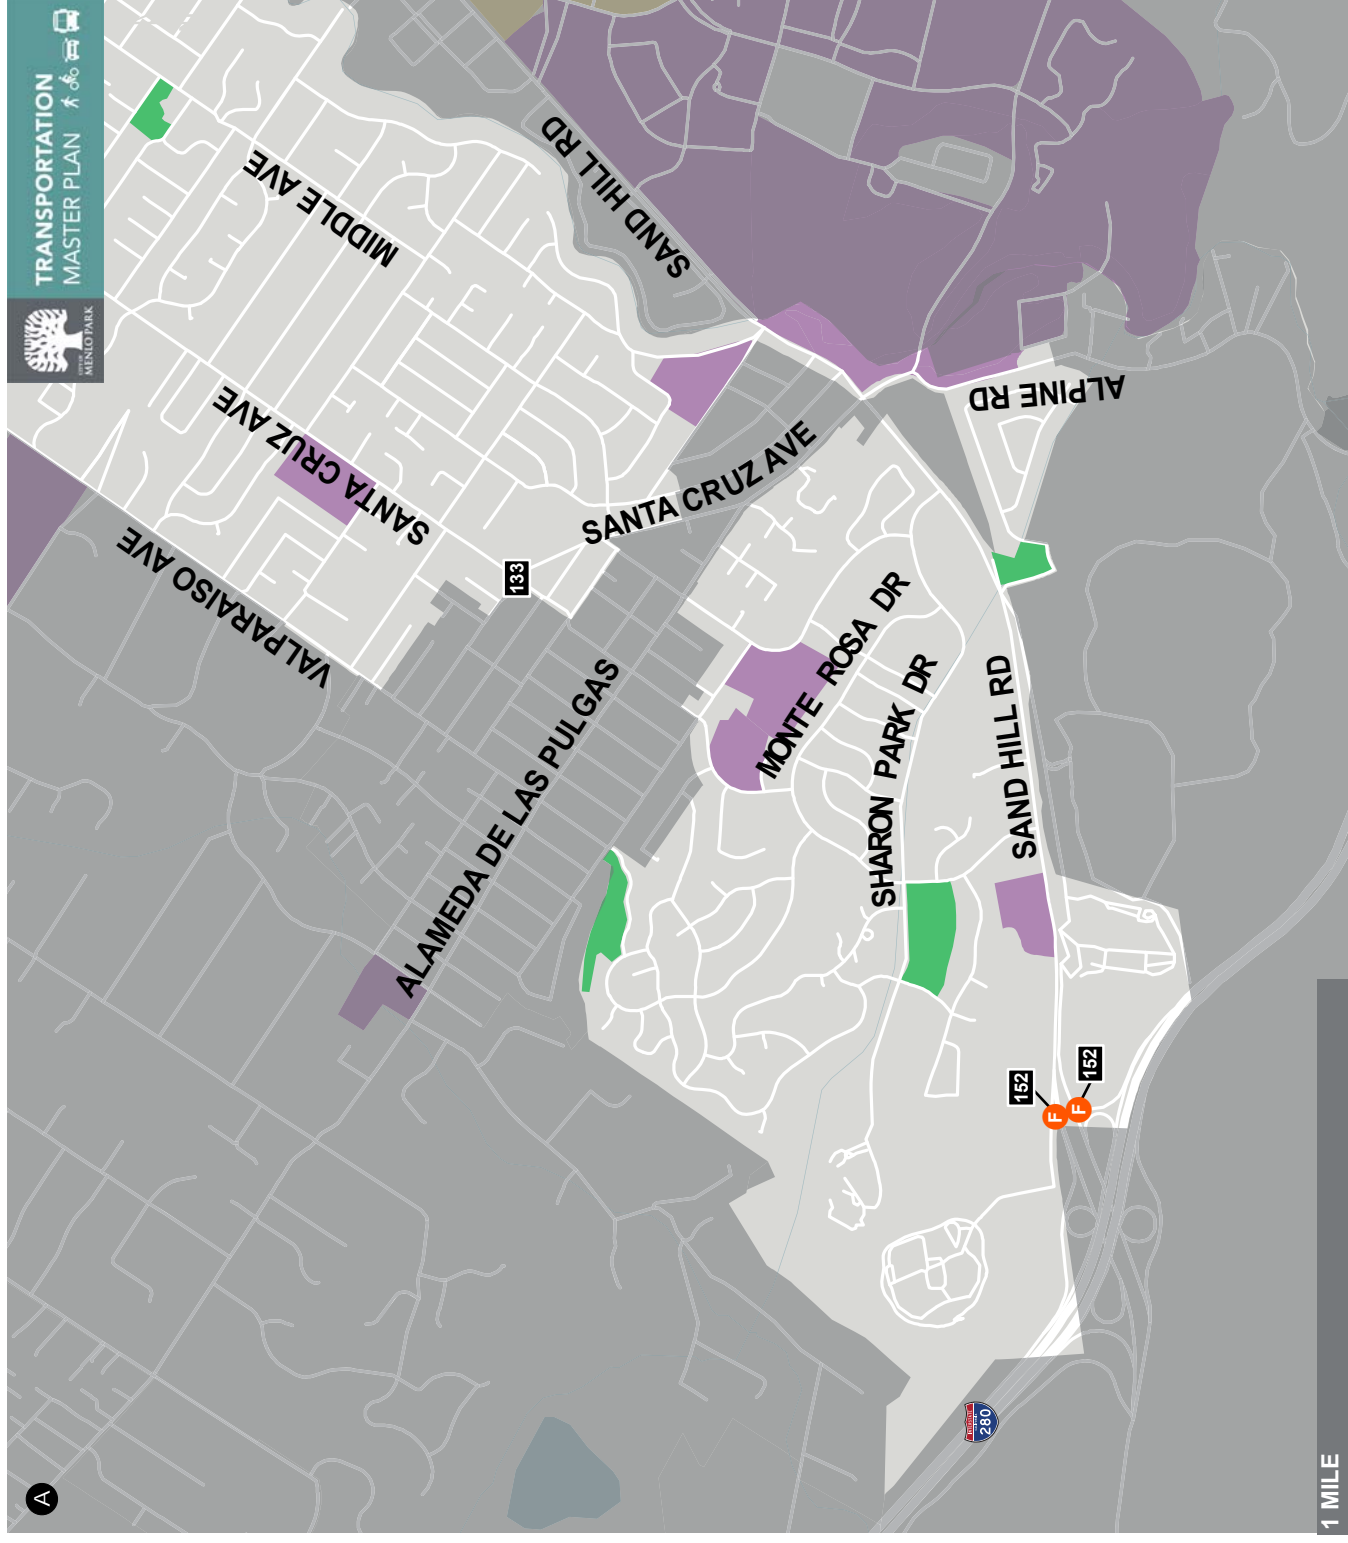 TRANSPORTATION
MASTER PLAN
CITY OF
MENLO PARK
MIDDLE AVE
SAND HILL RD
SANTA CRUZ AVE
VALPARAISO AVE
SANTA CRUZ AVE
ALPINE RD
133
ALAMEDA DE LAS PULGAS
MONTE ROSA DR
SHARON PARK DR
SAND HILL RD
152
152
F
F
INTERSTATE
280
A
1 MILE